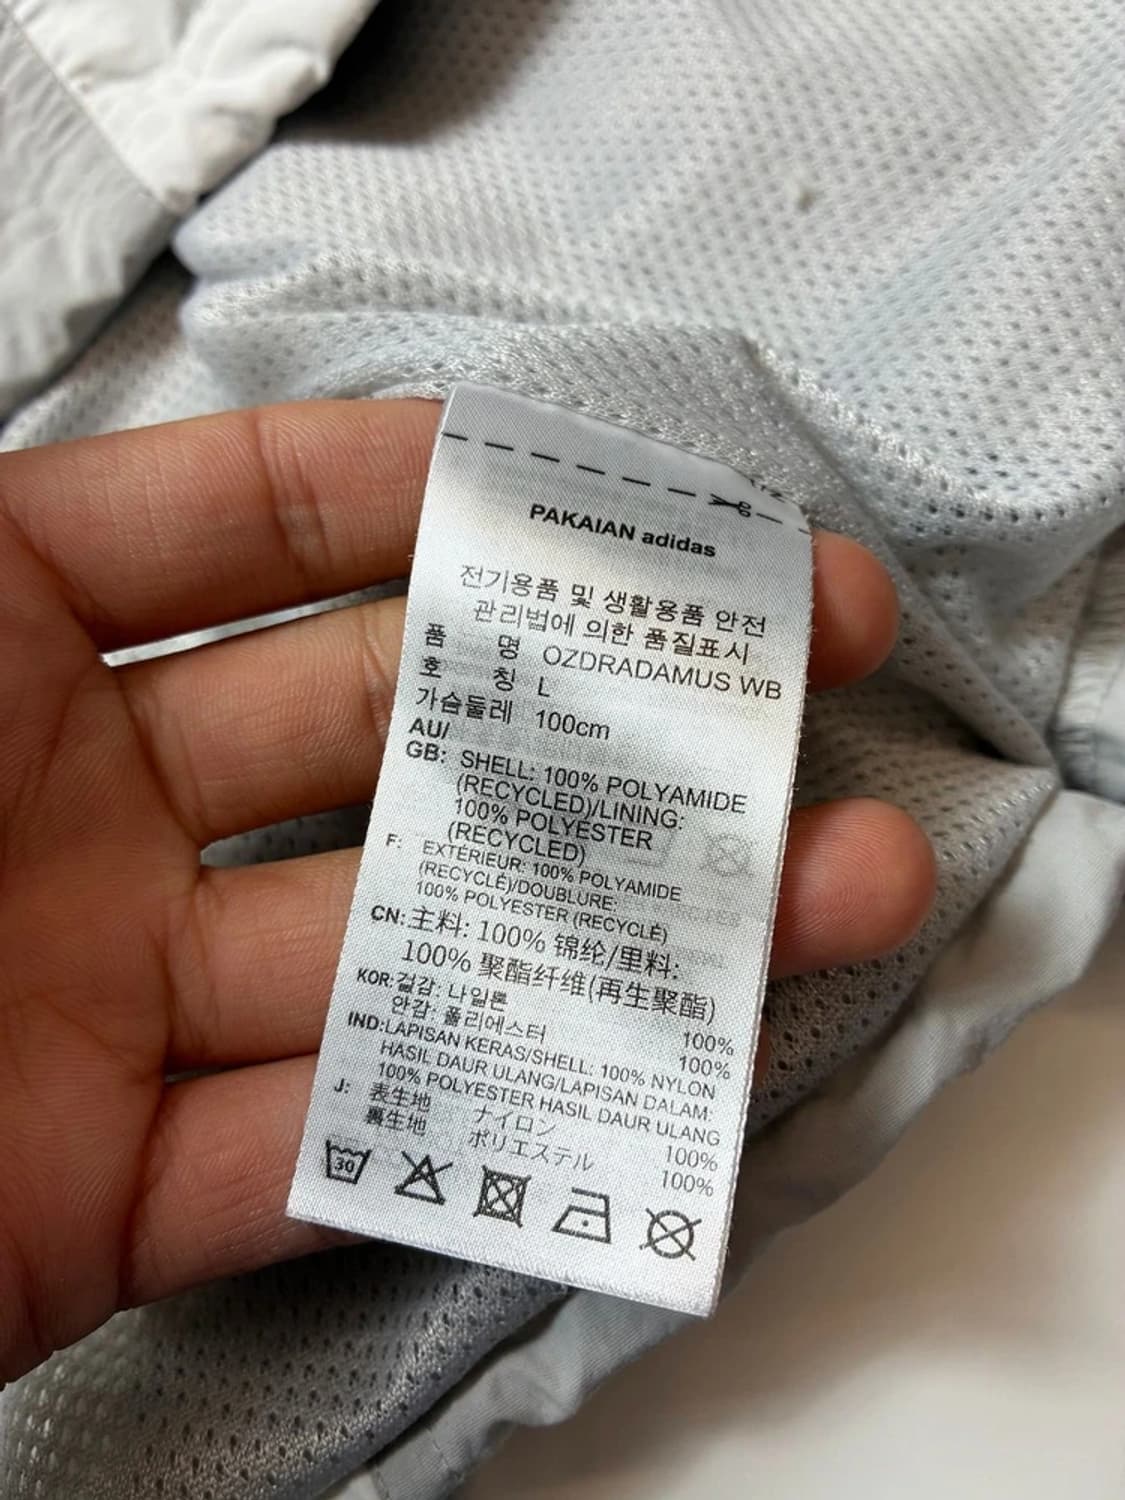 PAKAIAN adidas
전기용품 및 생활용품 안전
관리법에 의한 품질표시
품 명 OZDRADAMUS WB
호 칭 L
가슴둘레 100cm
AU/
GB: SHELL: 100% POLYAMIDE
(RECYCLED)/LINING:
100% POLYESTER
(RECYCLED)
F: EXTÉRIEUR: 100% POLYAMIDE
(RECYCLÉ)/DOUBLURE:
100% POLYESTER (RECYCLÉ)
CN: 主料: 100% 锦纶/里料:
100% 聚酯纤维(再生聚酯)
KOR: 겉감: 나일론 100%
안감: 폴리에스터 100%
IND: LAPISAN KERAS/SHELL: 100% NYLON
HASIL DAUR ULANG/LAPISAN DALAM:
100% POLYESTER HASIL DAUR ULANG
J: 表生地 ナイロン 100%
裏生地 ポリエステル 100%
30